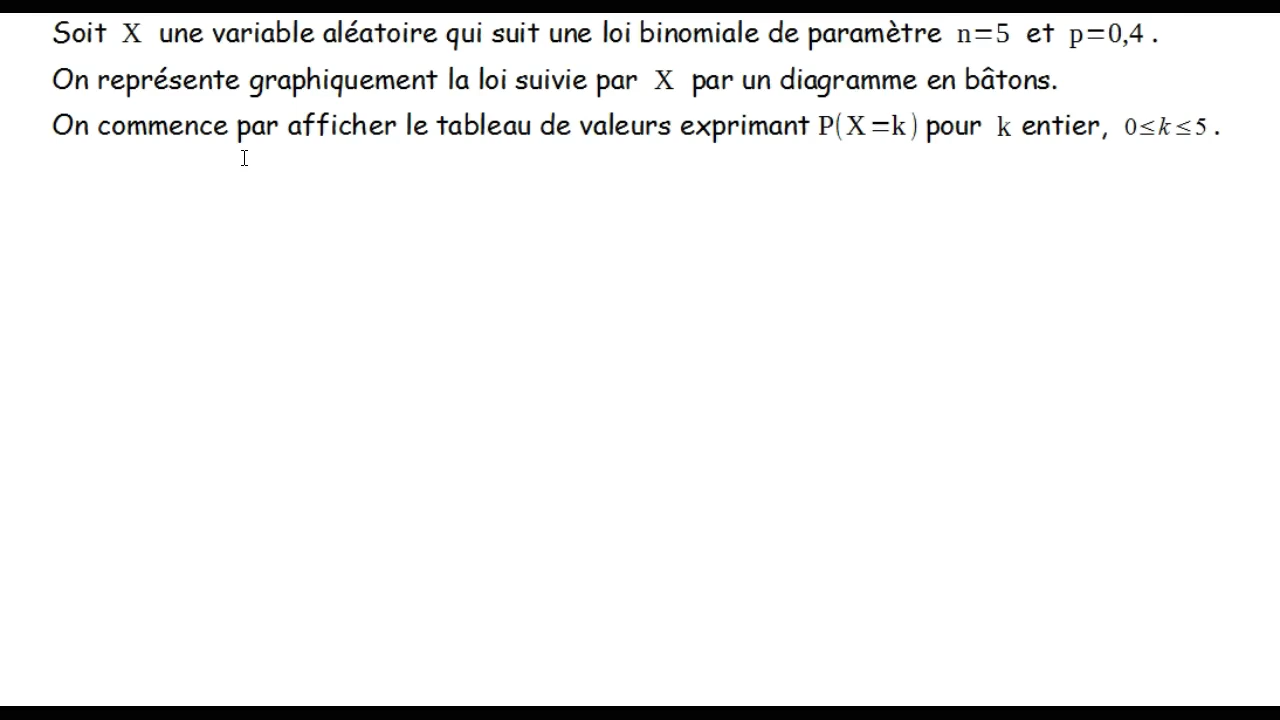 Soit X une variable aléatoire qui suit une loi binomiale de paramètre n=5 et p=0,4 .
On représente graphiquement la loi suivie par X par un diagramme en bâtons.
On commence par afficher le tableau de valeurs exprimant P(X=k) pour k entier, 0≤k≤5 .